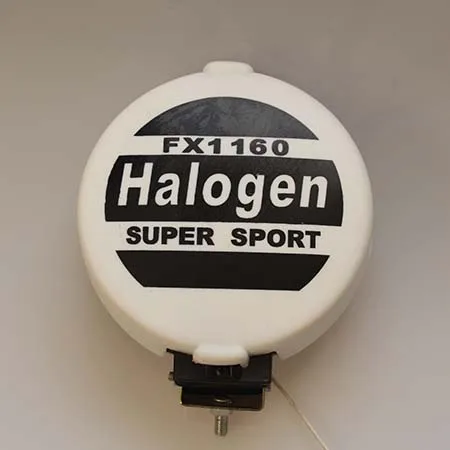 FX1160
Halogen
SUPER SPORT